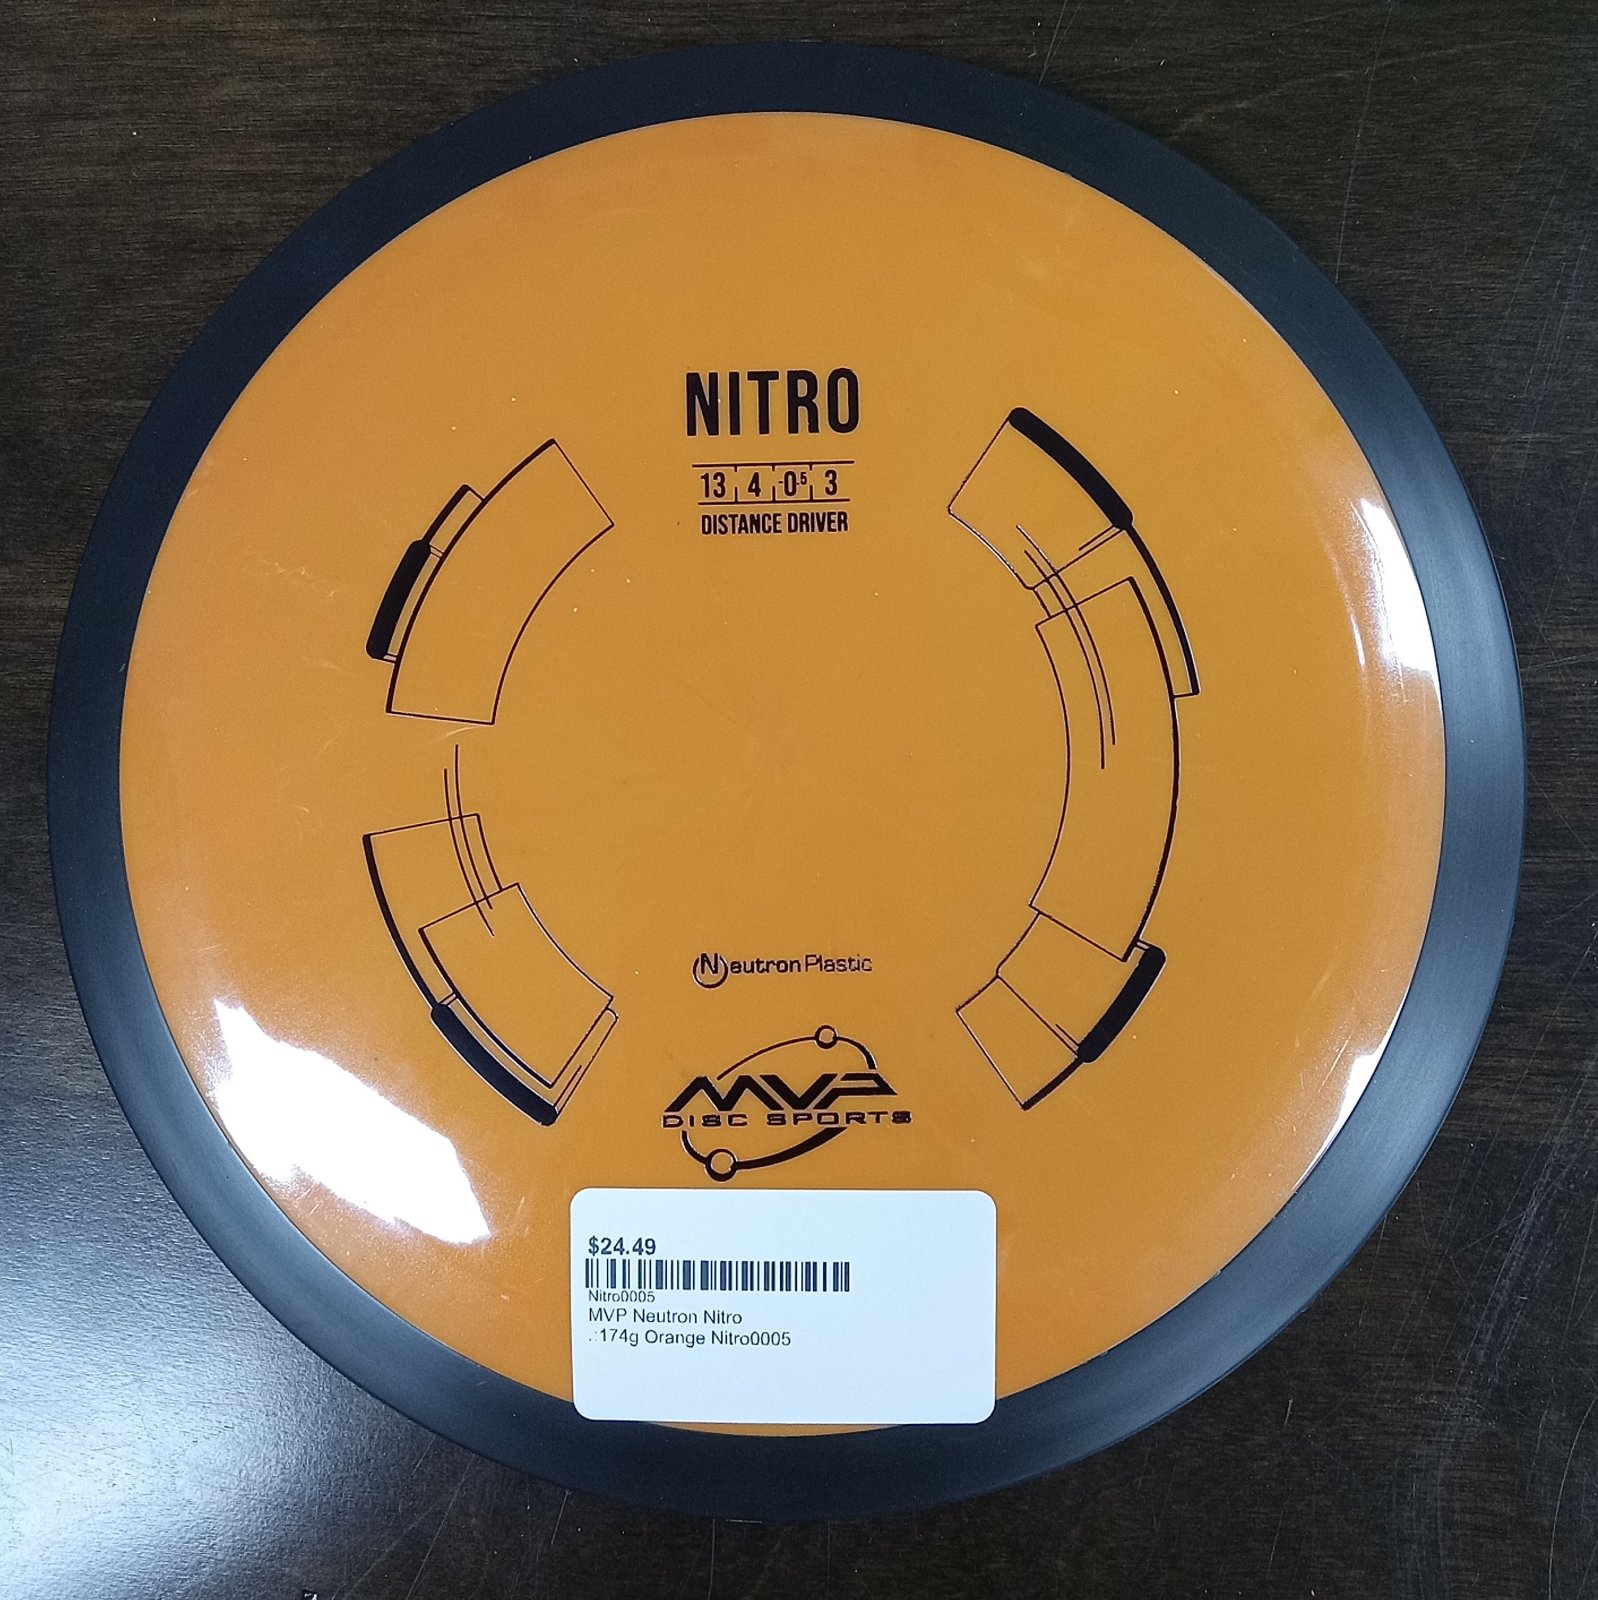 NITRO
13 4 -0.5 3
DISTANCE DRIVER
Neutron Plastic
MVP
DISC SPORTS
$24.49
Nitro0005
MVP Neutron Nitro
.:174g Orange Nitro0005